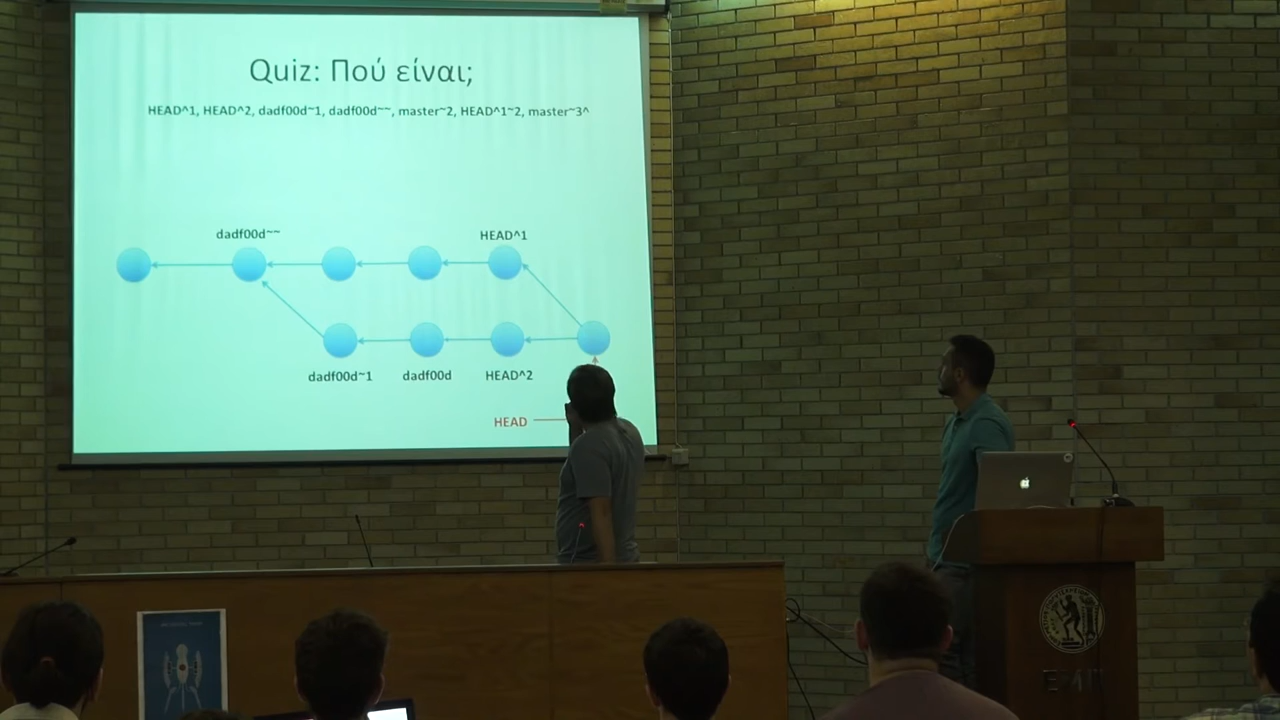 Quiz: Πού είναι;
HEAD^1, HEAD^2, dadf00d~1, dadf00d~~, master~2, HEAD^1~2, master~3^
dadf00d~~
HEAD^1
dadf00d~1
dadf00d
HEAD^2
HEAD